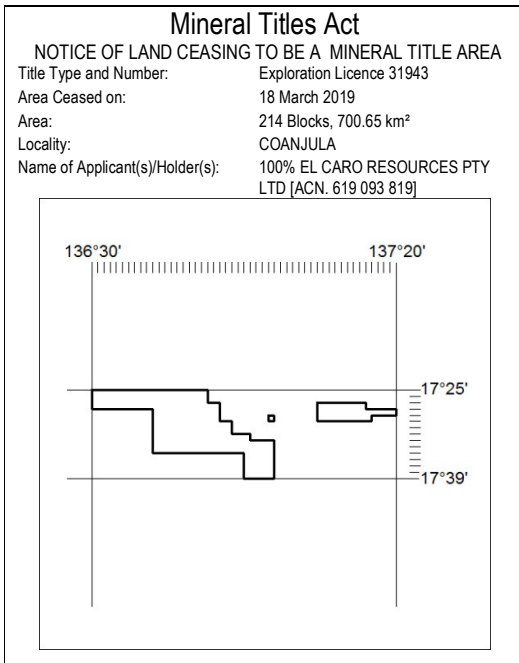 Mineral Titles Act
NOTICE OF LAND CEASING TO BE A MINERAL TITLE AREA
Title Type and Number: Exploration Licence 31943
Area Ceased on: 18 March 2019
Area: 214 Blocks, 700.65 km²
Locality: COANJULA
Name of Applicant(s)/Holder(s): 100% EL CARO RESOURCES PTY
LTD [ACN. 619 093 819]
136°30' 137°20'
17°25'
17°39'